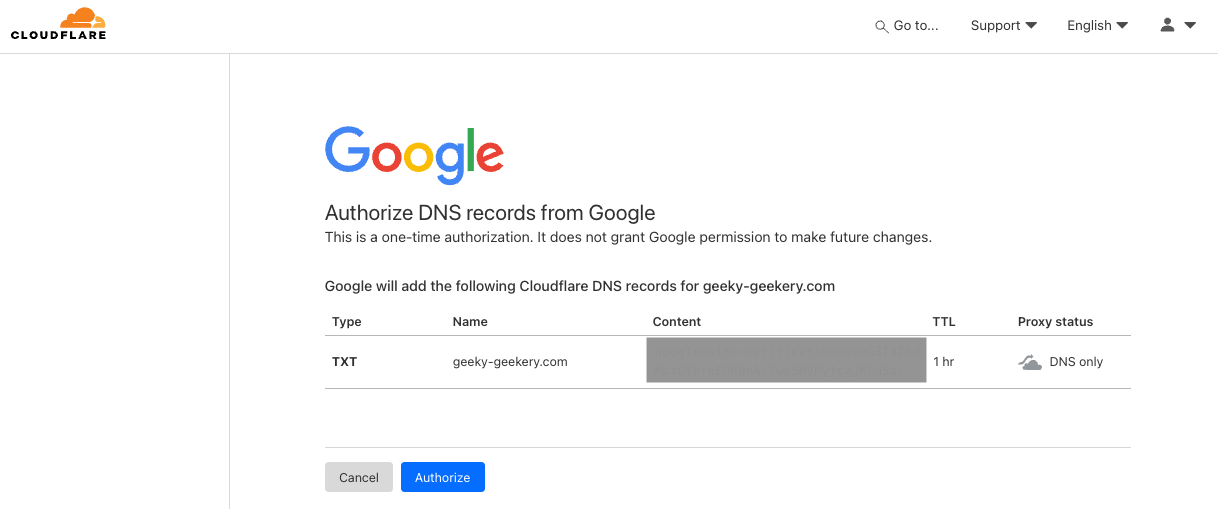 CLOUDFLARE
Go to...
Support
English
Google
Authorize DNS records from Google
This is a one-time authorization. It does not grant Google permission to make future changes.
Google will add the following Cloudflare DNS records for geeky-geekery.com
Type Name Content TTL Proxy status
TXT geeky-geekery.com 1 hr DNS only
Cancel Authorize